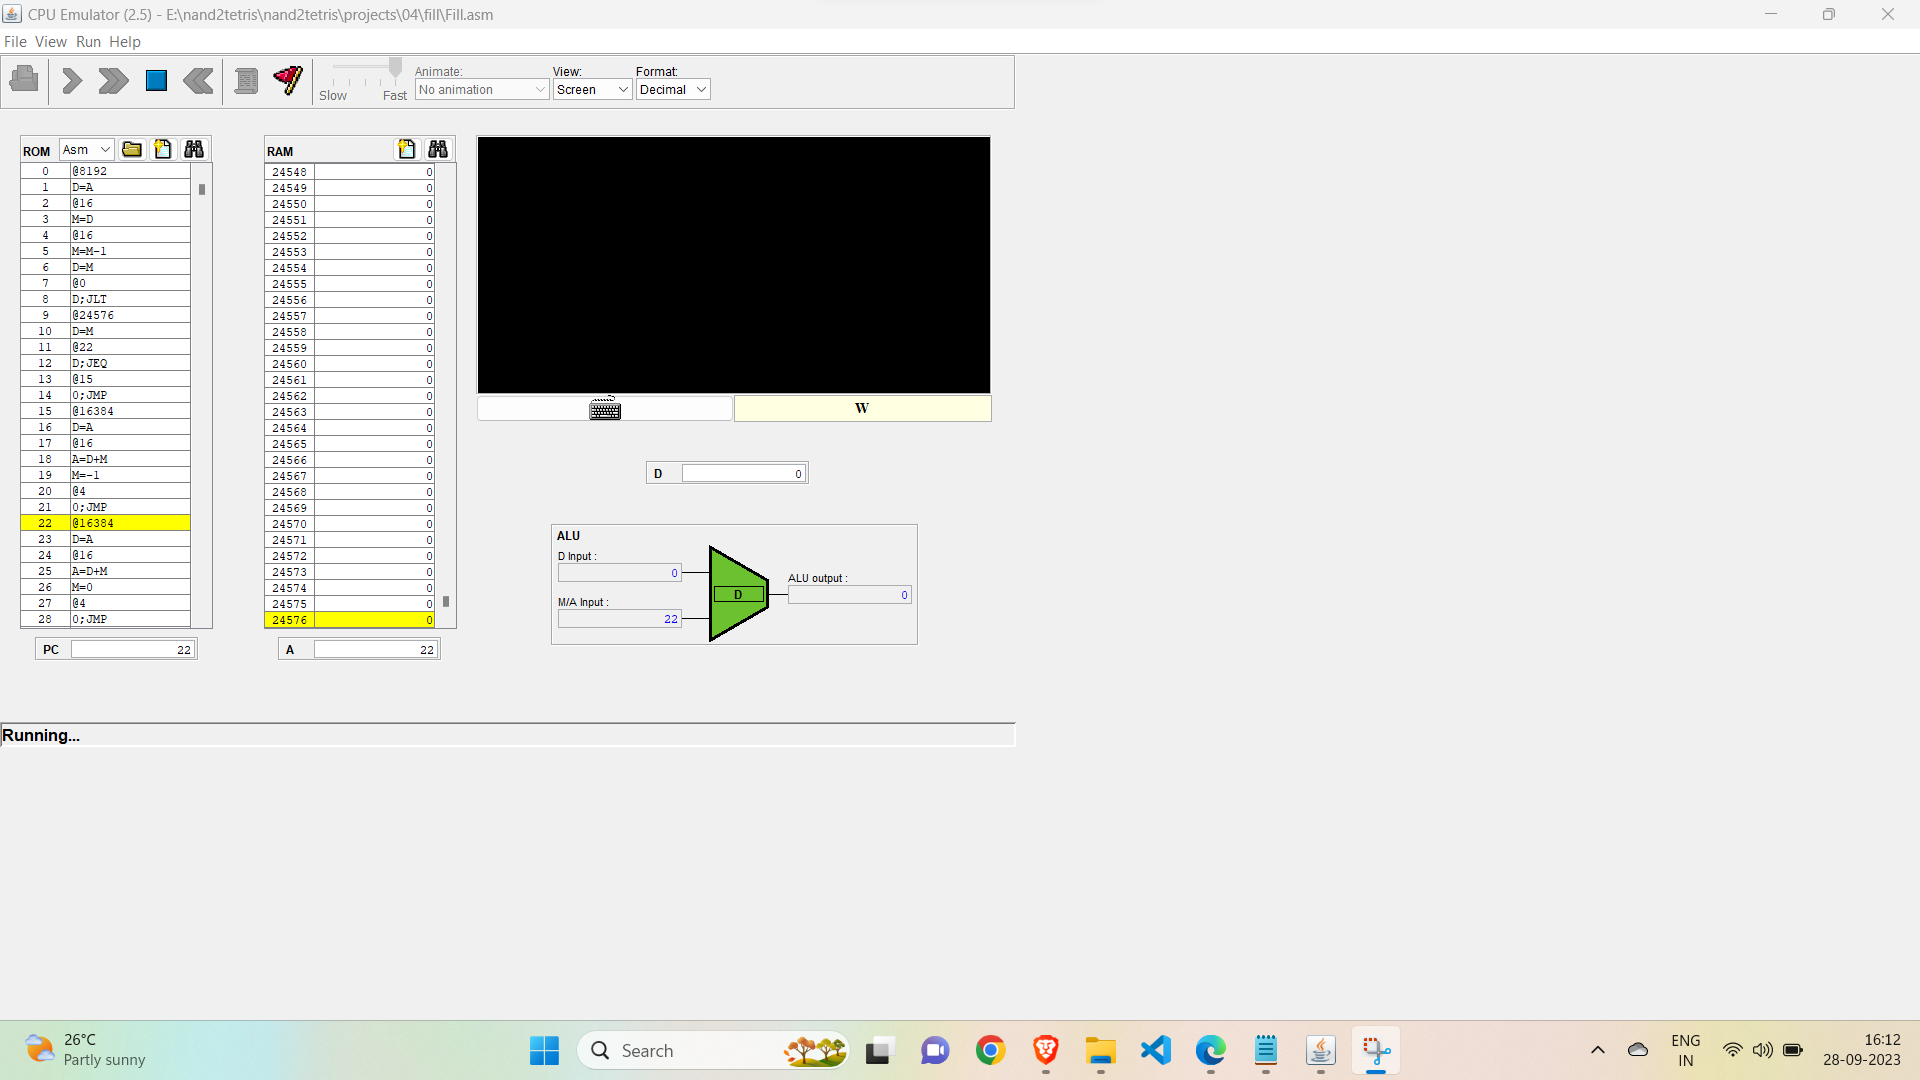 CPU Emulator (2.5) - E:\nand2tetris\nand2tetris\projects\04\fill\Fill.asm
File View Run Help
Slow Fast
Animate:
No animation
View:
Screen
Format:
Decimal
ROM Asm
0 @8192
1 D=A
2 @16
3 M=D
4 @16
5 M=M-1
6 D=M
7 @0
8 D;JLT
9 @24576
10 D=M
11 @22
12 D;JEQ
13 @15
14 0;JMP
15 @16384
16 D=A
17 @16
18 A=D+M
19 M=-1
20 @4
21 0;JMP
22 @16384
23 D=A
24 @16
25 A=D+M
26 M=0
27 @4
28 0;JMP
PC 22
RAM
24548 0
24549 0
24550 0
24551 0
24552 0
24553 0
24554 0
24555 0
24556 0
24557 0
24558 0
24559 0
24560 0
24561 0
24562 0
24563 0
24564 0
24565 0
24566 0
24567 0
24568 0
24569 0
24570 0
24571 0
24572 0
24573 0
24574 0
24575 0
24576 0
A 22
W
D 0
ALU
D Input :
0
M/A Input :
22
D
ALU output :
0
Running...
26°C
Partly sunny
Search
ENG
IN
16:12
28-09-2023